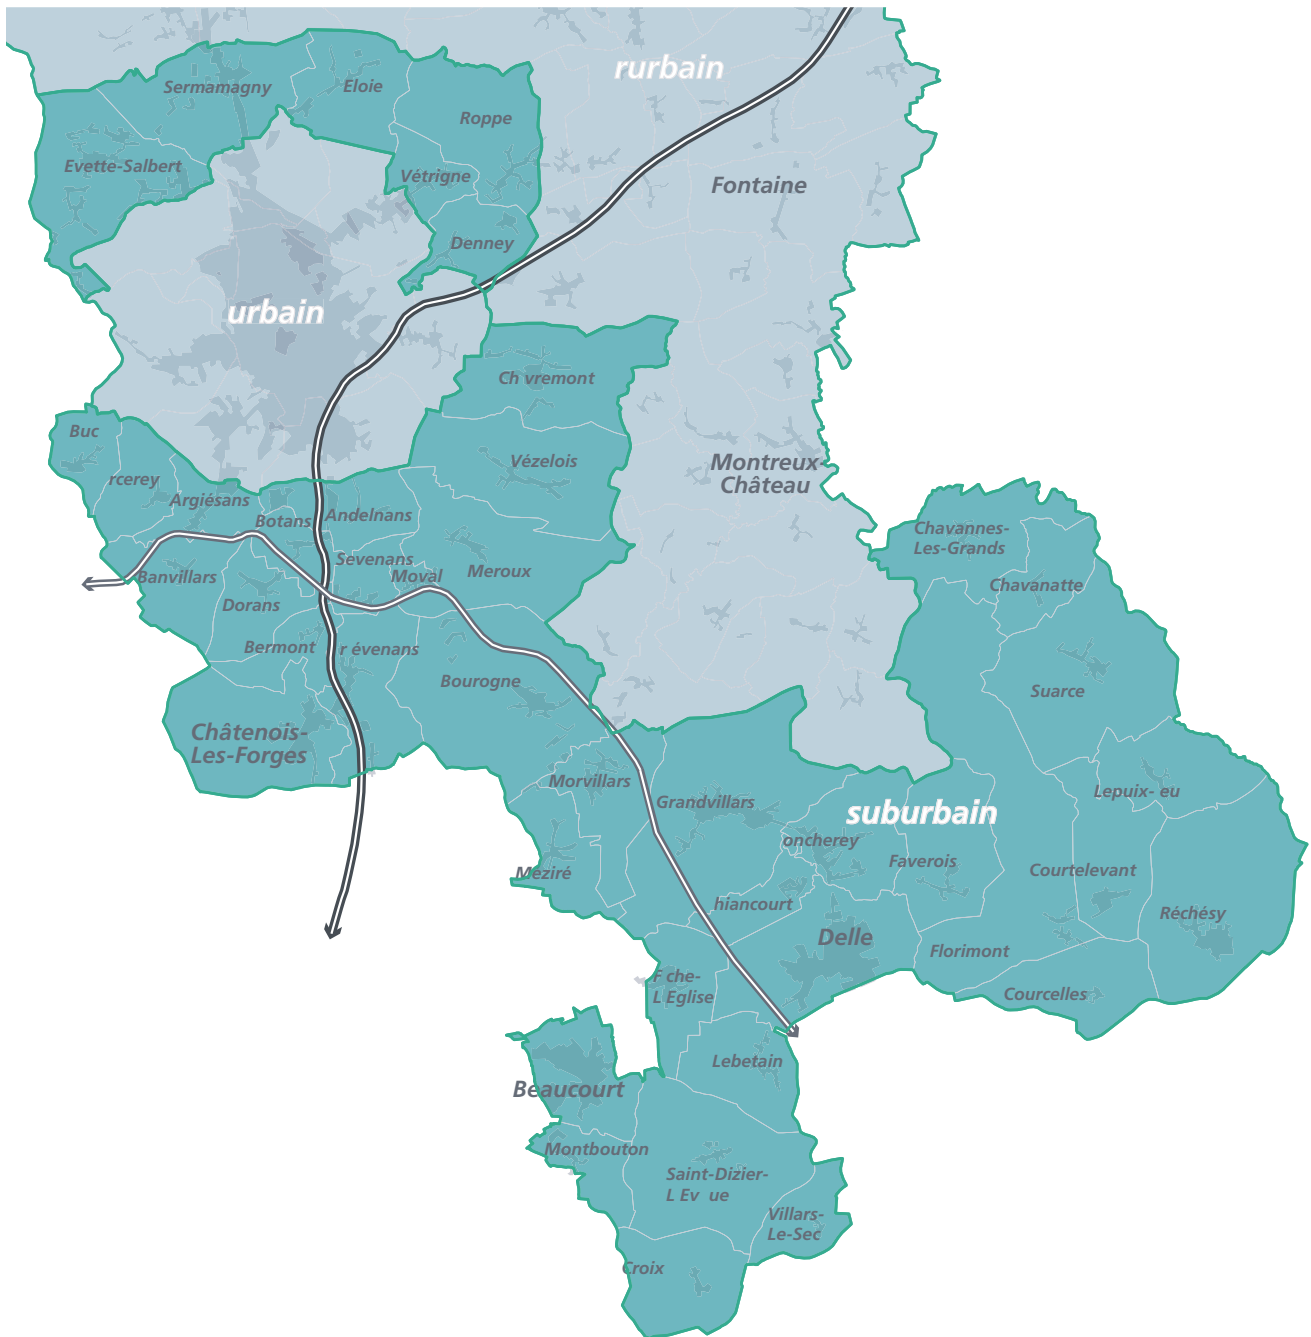 rurbain
Sermamagny
Eloie
Roppe
Evette-Salbert
Vétrigne
Fontaine
Denney
urbain
Ch vremont
Buc
Vézelois
Montreux-
Château
rcerey
Argiésans
Botans
Andelnans
Chavannes-
Les-Grands
Sévenans
Moval
Meroux
Banvillars
Chavanatte
Dorans
Bermont
r évenans
Bourogne
Suarce
Châtenois-
Les-Forges
Morvillars
Grandvillars
suburbain
Lepuix- eu
oncherey
Faverois
Courtelevant
Méziré
hiancourt
Réchésy
Delle
Florimont
F che-
L Eglise
Courcelles
Lebetain
Beaucourt
Montbouton
Saint-Dizier-
L Ev ue
Villars-
Le-Sec
Croix